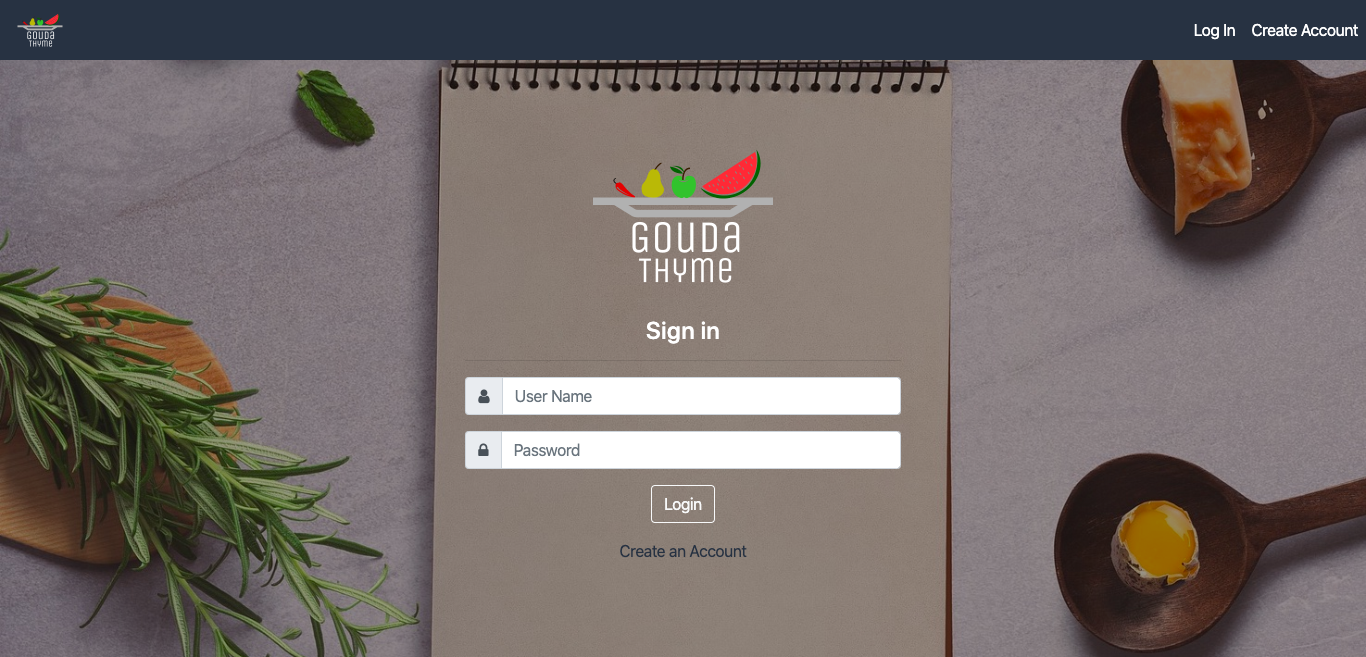 GOUDA
THYME
Log In
Create Account
GOUDA
THYME
Sign in
User Name
Password
Login
Create an Account